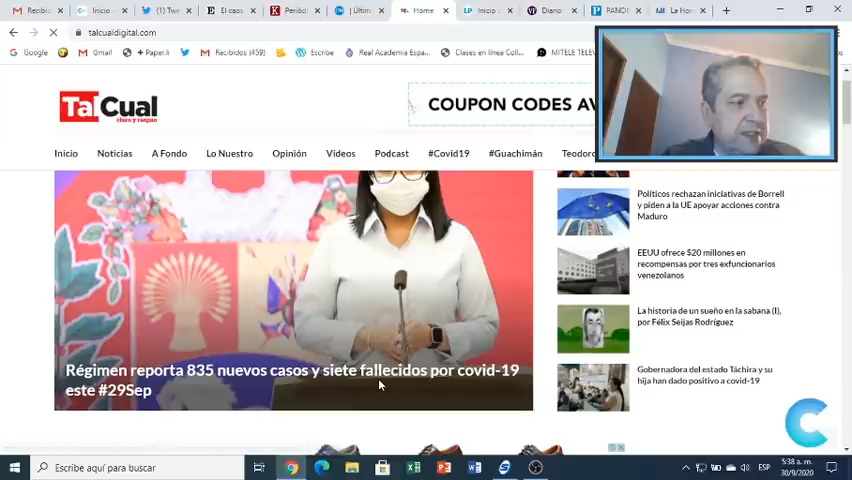 Recibido
Inicio
(1) Twe
El caos
Periódi
| Últim
Home
Inicio
Diario
PANOI
La Hor
talcualdigital.com
Google
Gmail
+ Paper.li
Recibidos (459)
Escribe
Real Academia Espa...
Clases en línea Coll...
MITELE TELE
TalCual
claro y raspao
COUPON CODES AV
Inicio
Noticias
A Fondo
Lo Nuestro
Opinión
Videos
Podcast
#Covid19
#Guachimán
Teodoro
Políticos rechazan iniciativas de Borrell
y piden a la UE apoyar acciones contra
Maduro
EEUU ofrece $20 millones en
recompensas por tres exfuncionarios
venezolanos
La historia de un sueño en la sabana (I),
por Félix Seijas Rodríguez
Régimen reporta 835 nuevos casos y siete fallecidos por covid-19
este #29Sep
Gobernadora del estado Táchira y su
hija han dado positivo a covid-19
Escribe aquí para buscar
ESP
5:38 a. m.
30/9/2020